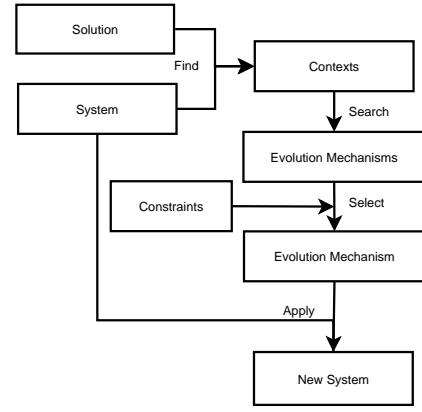 Solution
Find
Contexts
System
Search
Evolution Mechanisms
Constraints
Select
Evolution Mechanism
Apply
New System